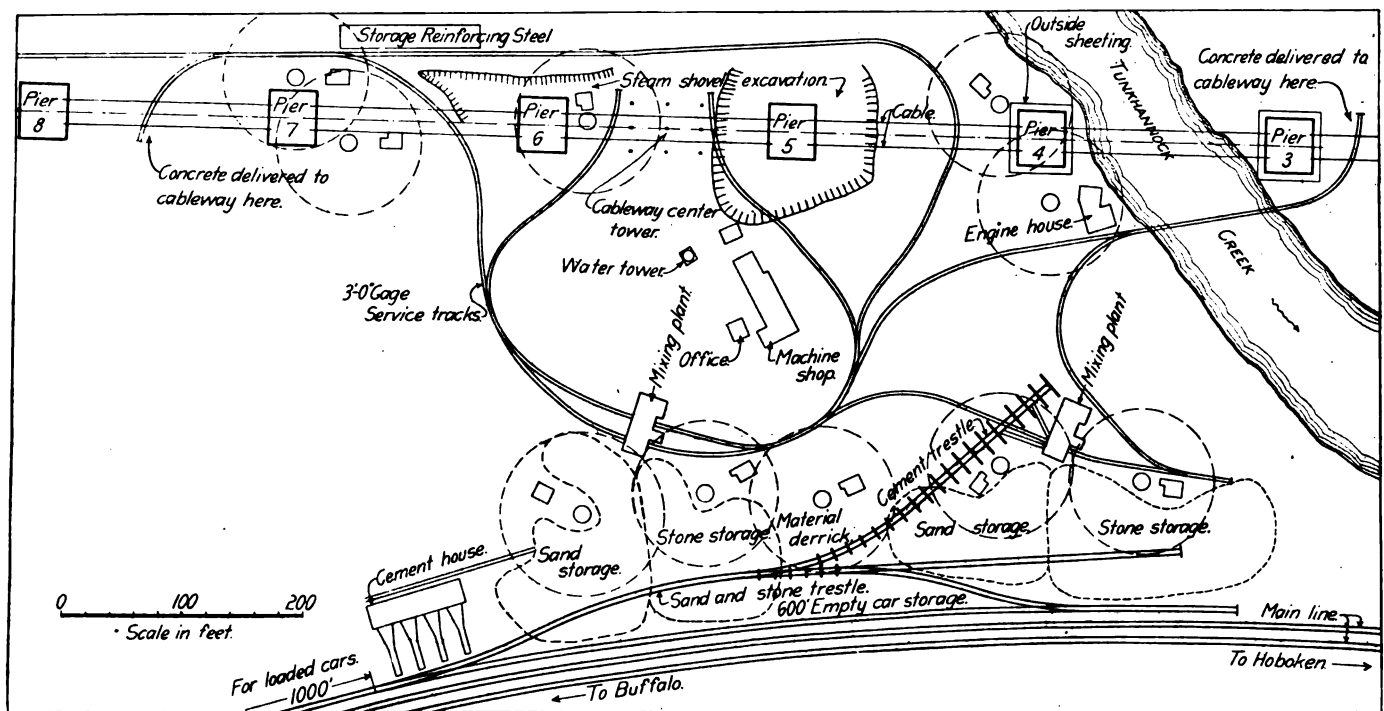 Storage Reinforcing Steel
Outside
sheeting.
TUNKHANNOCK
CREEK
Concrete delivered to
cableway here.
Steam shovel excavation.
Cable.
Pier
8
Pier
7
Pier
6
Pier
5
Pier
4
Pier
3
Concrete delivered to
cableway here.
Cableway center
tower.
Engine house.
Water tower.
3'-0" Gage
Service tracks.
Mixing plant.
Office.
Machine
shop.
Mixing plant
Cement trestle
Sand
storage.
Stone storage.
Material
derrick
Sand storage.
Stone storage.
Cement house.
Sand and stone trestle.
600' Empty car storage.
0 100 200
Scale in feet.
Main line
For loaded cars.
1000'
To Buffalo.
To Hoboken